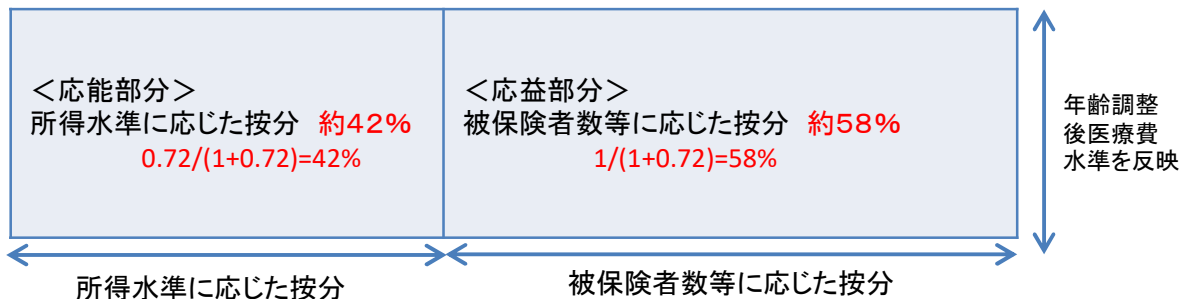 ＜応能部分＞
所得水準に応じた按分　約４２％
0.72/(1+0.72)=42%
＜応益部分＞
被保険者数等に応じた按分　約５８％
1/(1+0.72)=58%
年齢調整
後医療費
水準を反映
所得水準に応じた按分
被保険者数等に応じた按分